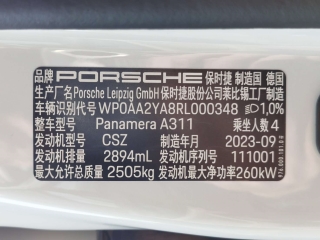 品牌 PORSCHE 保时捷 制造国 德国
生产厂名/Porsche Leipzig GmbH 保时捷股份公司莱比锡工厂制造
车辆识别代号 WP0AA2YA8RL000348 1,0%
整车型号 Panamera A311 乘坐人数 4
发动机型号 CSZ 制造年月 2023-09
发动机排量 2894mL 发动机序列号 111001
最大允许总质量 2505kg 发动机最大净功率 260kW